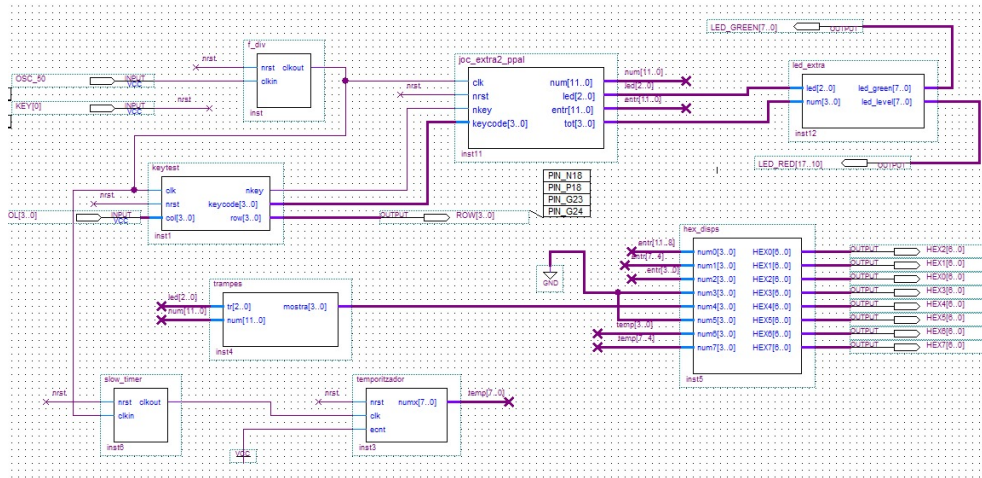 LED_GREEN[7..0]
OUTPUT
f_div
nrst
nrst clkout
clkin
inst
OSC_50
INPUT
VCC
KEY[0]
nrst
joc_extra2_ppal
clk
nrst
nkey
keycode[3..0]
num[11..0]
led[2..0]
entr[11..0]
tot[3..0]
inst11
nrst
num[11..0]
led[2..0]
entr[11..0]
led_extra
led[2..0] led_green[7..0]
num[3..0] led_level[7..0]
inst12
LED_RED[17..10]
OUTPUT
keytest
clk nkey
nrst keycode[3..0]
col[3..0] row[3..0]
inst1
nrst
OL[3..0]
INPUT
VCC
OUTPUT
ROW[3..0]
PIN_N18
PIN_P18
PIN_G23
PIN_G24
hex_disps
entr[11..8]
entr[7..4]
entr[3..0]
GND
num0[3..0] HEX0[6..0]
num1[3..0] HEX1[6..0]
num2[3..0] HEX2[6..0]
num3[3..0] HEX3[6..0]
num4[3..0] HEX4[6..0]
num5[3..0] HEX5[6..0]
num6[3..0] HEX6[6..0]
num7[3..0] HEX7[6..0]
inst5
OUTPUT HEX2[6..0]
OUTPUT HEX1[6..0]
OUTPUT HEX0[6..0]
OUTPUT HEX3[6..0]
OUTPUT HEX4[6..0]
OUTPUT HEX5[6..0]
OUTPUT HEX6[6..0]
OUTPUT HEX7[6..0]
temp[3..0]
temp[7..4]
trampes
led[2..0]
num[11..0]
tr[2..0] mostra[3..0]
num[11..0]
inst4
slow_timer
nrst
nrst clkout
clkin
inst6
temporitzador
nrst
nrst numx[7..0]
clk
ecnt
inst3
temp[7..0]
VCC